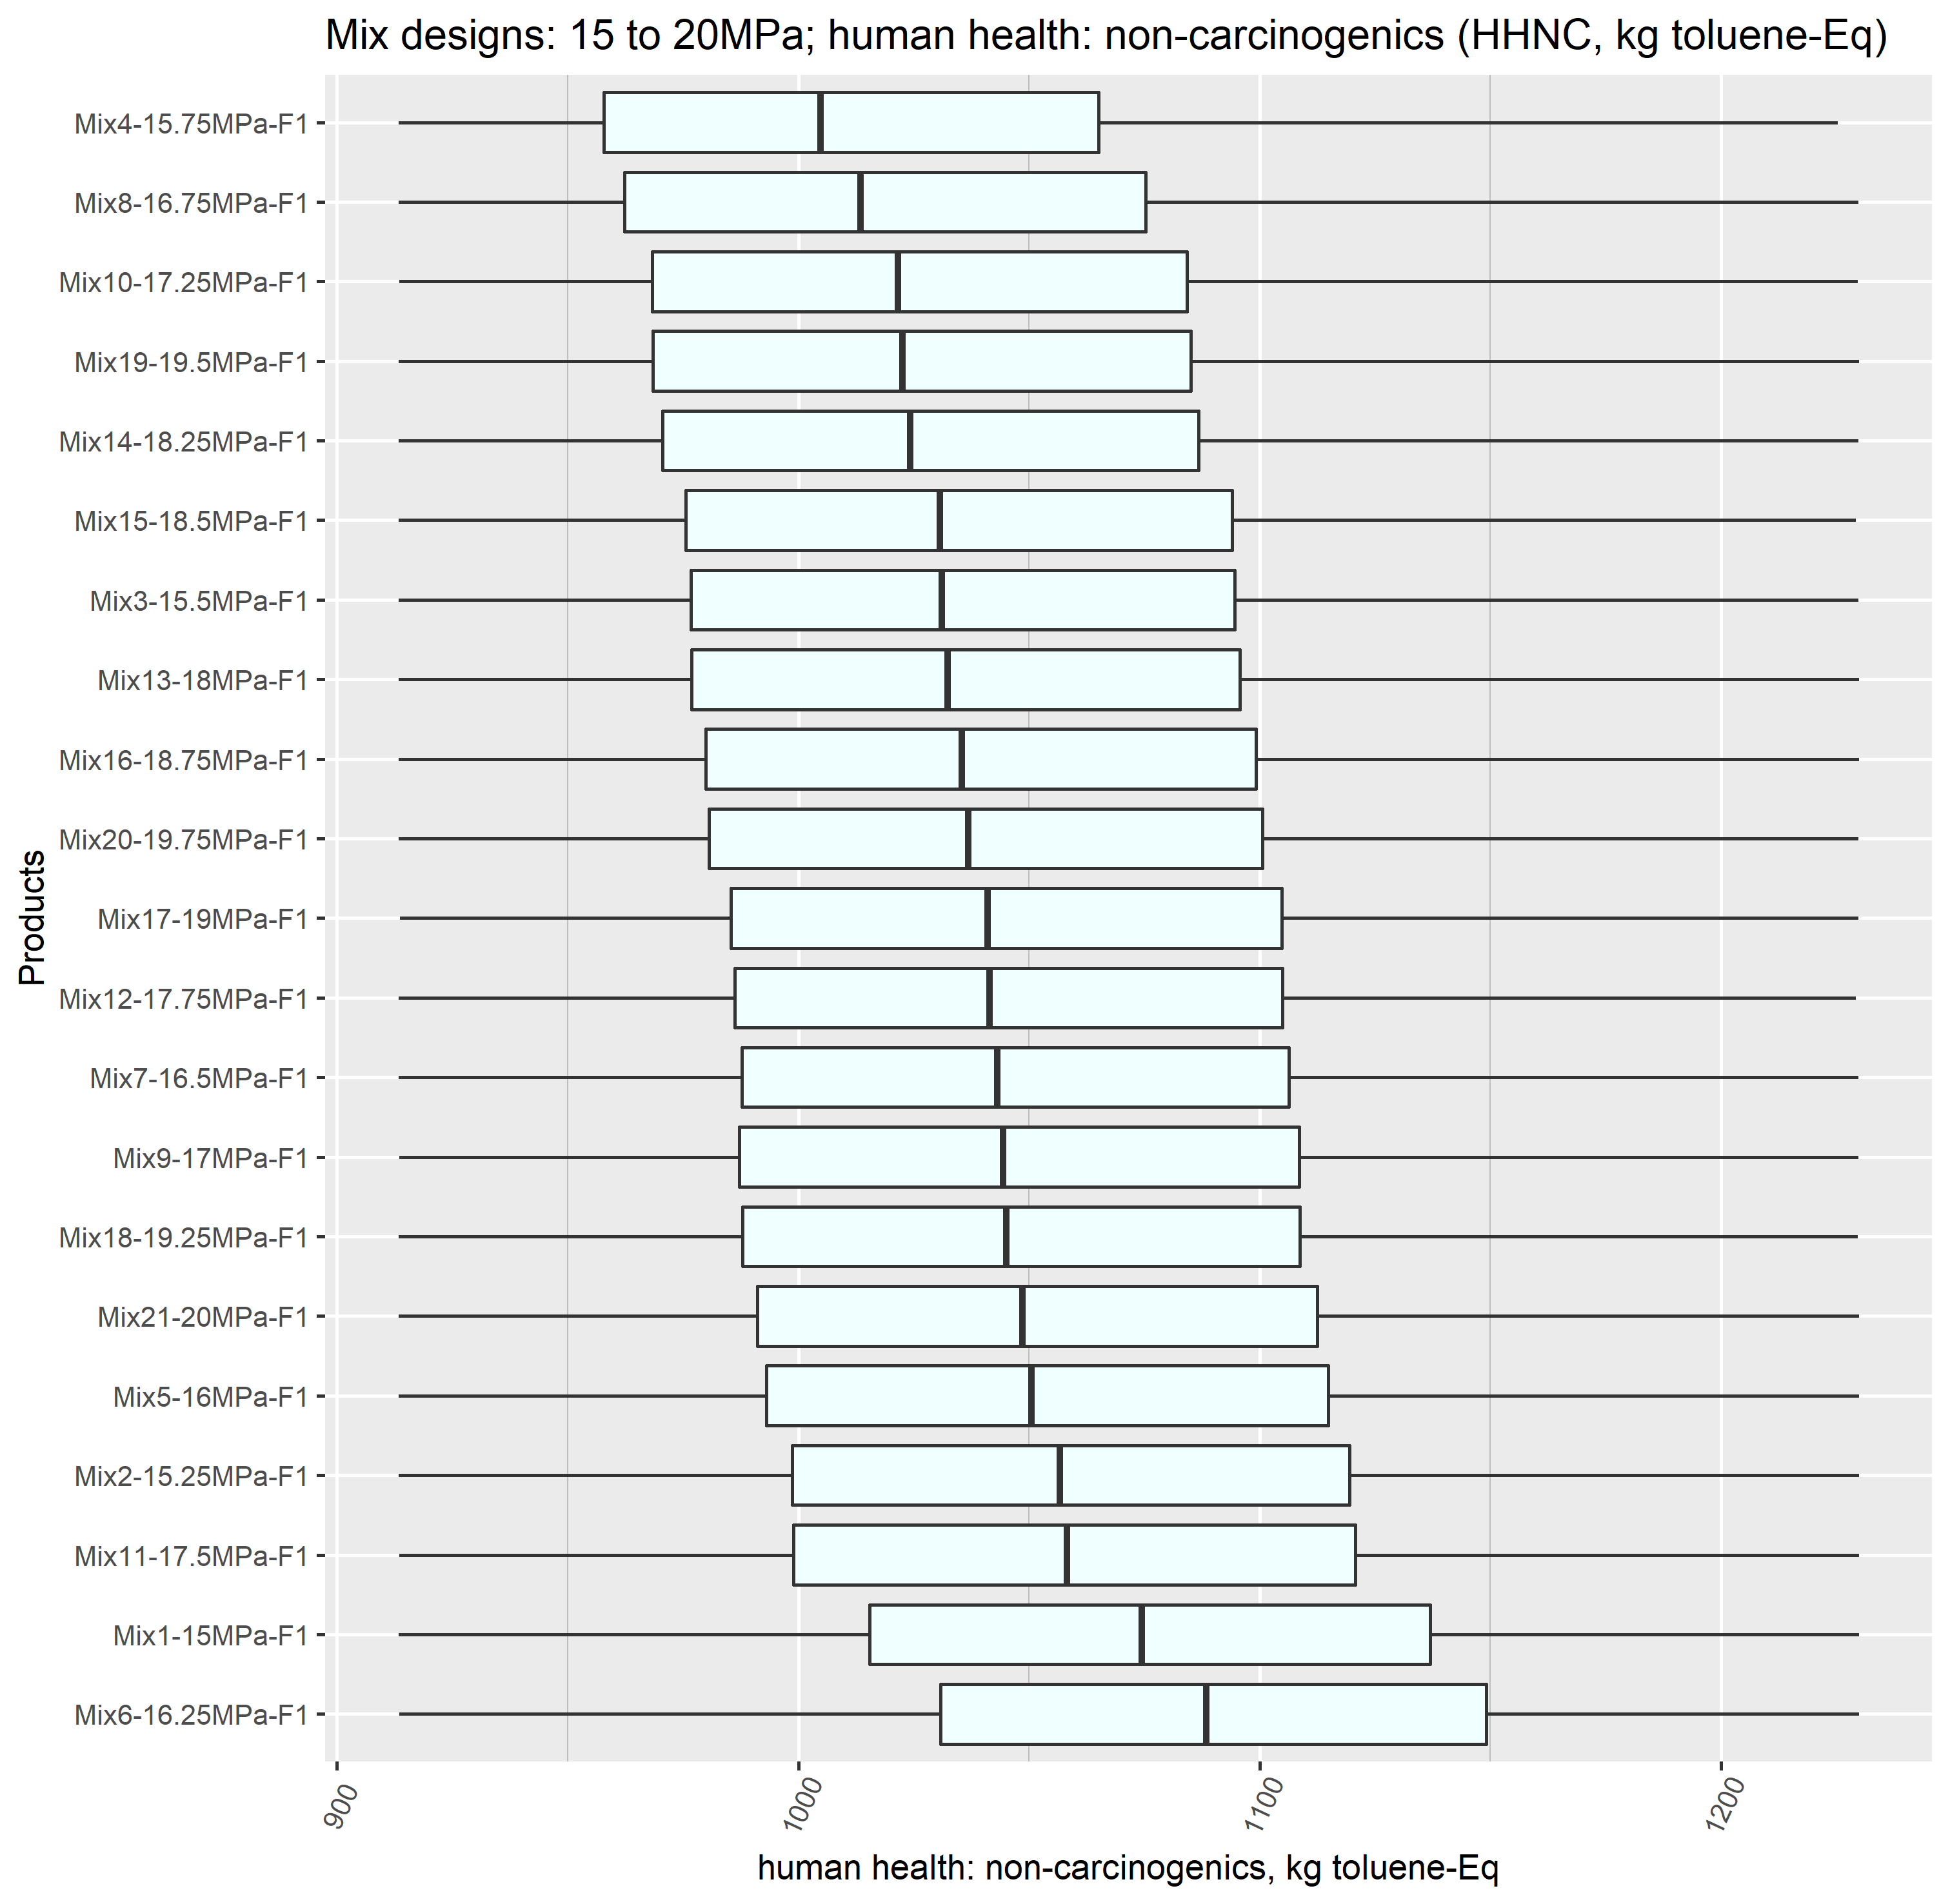 Mix designs: 15 to 20MPa; human health: non-carcinogenics (HHNC, kg toluene-Eq)
Mix4-15.75MPa-F1
Mix8-16.75MPa-F1
Mix10-17.25MPa-F1
Mix19-19.5MPa-F1
Mix14-18.25MPa-F1
Mix15-18.5MPa-F1
Mix3-15.5MPa-F1
Mix13-18MPa-F1
Mix16-18.75MPa-F1
Mix20-19.75MPa-F1
Mix17-19MPa-F1
Mix12-17.75MPa-F1
Mix7-16.5MPa-F1
Mix9-17MPa-F1
Mix18-19.25MPa-F1
Mix21-20MPa-F1
Mix5-16MPa-F1
Mix2-15.25MPa-F1
Mix11-17.5MPa-F1
Mix1-15MPa-F1
Mix6-16.25MPa-F1
Products
900
1000
1100
1200
human health: non-carcinogenics, kg toluene-Eq